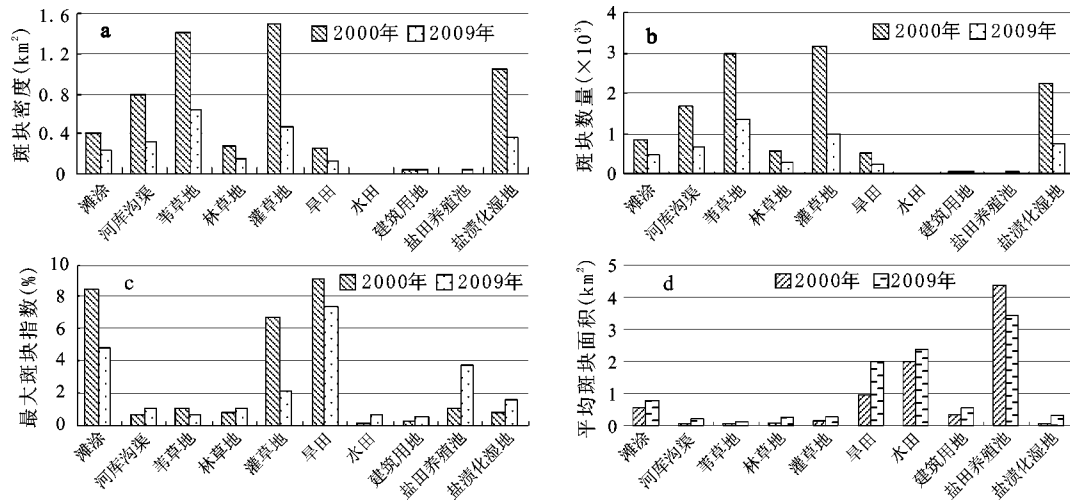 a
2000年 2009年
斑块密度(km²)
1.6
1.2
0.8
0.4
0
滩涂 河库沟渠 苇草地 林草地 灌草地 旱田 水田 建筑用地 盐田养殖池 盐渍化湿地
b
2000年 2009年
斑块数量(×10³)
4
3
2
1
0
滩涂 河库沟渠 苇草地 林草地 灌草地 旱田 水田 建筑用地 盐田养殖池 盐渍化湿地
c
2000年 2009年
最大斑块指数(%)
10
8
6
4
2
0
滩涂 河库沟渠 苇草地 林草地 灌草地 旱田 水田 建筑用地 盐田养殖池 盐渍化湿地
d
2000年 2009年
平均斑块面积(km²)
5
4
3
2
1
0
滩涂 河库沟渠 苇草地 林草地 灌草地 旱田 水田 建筑用地 盐田养殖池 盐渍化湿地